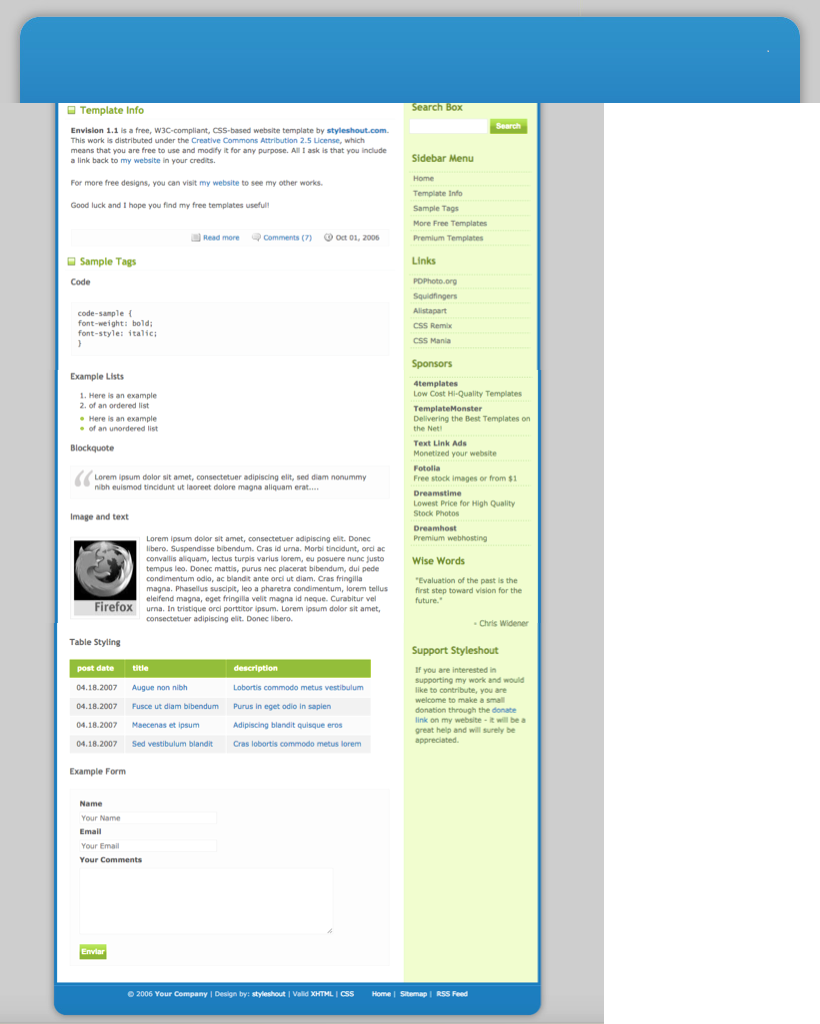 Template Info
Envision 1.1 is a free, W3C-compliant, CSS-based website template by styleshout.com.
This work is distributed under the Creative Commons Attribution 2.5 License, which
means that you are free to use and modify it for any purpose. All I ask is that you include
a link back to my website in your credits.
For more free designs, you can visit my website to see my other works.
Good luck and I hope you find my free templates useful!
Read more Comments (7) Oct 01, 2006
Sample Tags
Code
code-sample {
font-weight: bold;
font-style: italic;
}
Example Lists
1. Here is an example
2. of an ordered list
Here is an example
of an unordered list
Blockquote
Lorem ipsum dolor sit amet, consectetuer adipiscing elit, sed diam nonummy
nibh euismod tincidunt ut laoreet dolore magna aliquam erat....
Image and text
Firefox
Lorem ipsum dolor sit amet, consectetuer adipiscing elit. Donec
libero. Suspendisse bibendum. Cras id urna. Morbi tincidunt, orci ac
convallis aliquam, lectus turpis varius lorem, eu posuere nunc justo
tempus leo. Donec mattis, purus nec placerat bibendum, dui pede
condimentum odio, ac blandit ante orci ut diam. Cras fringilla
magna. Phasellus suscipit, leo a pharetra condimentum, lorem tellus
eleifend magna, eget fringilla velit magna id neque. Curabitur vel
urna. In tristique orci porttitor ipsum. Lorem ipsum dolor sit amet,
consectetuer adipiscing elit. Donec libero.
Table Styling
post date title description
04.18.2007 Augue non nibh Lobortis commodo metus vestibulum
04.18.2007 Fusce ut diam bibendum Purus in eget odio in sapien
04.18.2007 Maecenas et ipsum Adipiscing blandit quisque eros
04.18.2007 Sed vestibulum blandit Cras lobortis commodo metus lorem
Example Form
Name
Your Name
Email
Your Email
Your Comments
Enviar
Search Box
Search
Sidebar Menu
Home
Template Info
Sample Tags
More Free Templates
Premium Templates
Links
PDPhoto.org
Squidfingers
Alistapart
CSS Remix
CSS Mania
Sponsors
4templates
Low Cost Hi-Quality Templates
TemplateMonster
Delivering the Best Templates on
the Net!
Text Link Ads
Monetized your website
Fotolia
Free stock images or from $1
Dreamstime
Lowest Price for High Quality
Stock Photos
Dreamhost
Premium webhosting
Wise Words
"Evaluation of the past is the
first step toward vision for the
future."
- Chris Widener
Support Styleshout
If you are interested in
supporting my work and would
like to contribute, you are
welcome to make a small
donation through the donate
link on my website - it will be a
great help and will surely be
appreciated.
© 2006 Your Company | Design by: styleshout | Valid XHTML | CSS Home | Sitemap | RSS Feed